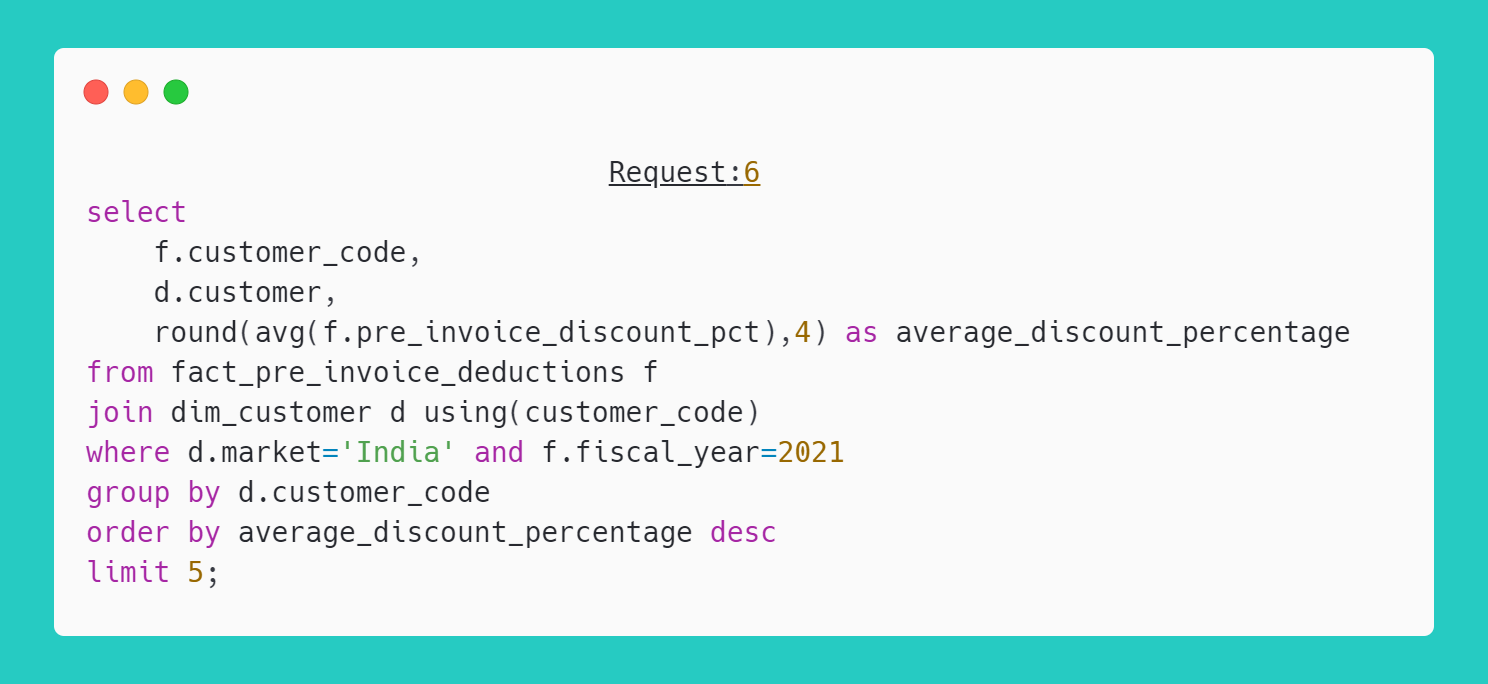 Request:6
select
    f.customer_code,
    d.customer,
    round(avg(f.pre_invoice_discount_pct),4) as average_discount_percentage
from fact_pre_invoice_deductions f
join dim_customer d using(customer_code)
where d.market='India' and f.fiscal_year=2021
group by d.customer_code
order by average_discount_percentage desc
limit 5;